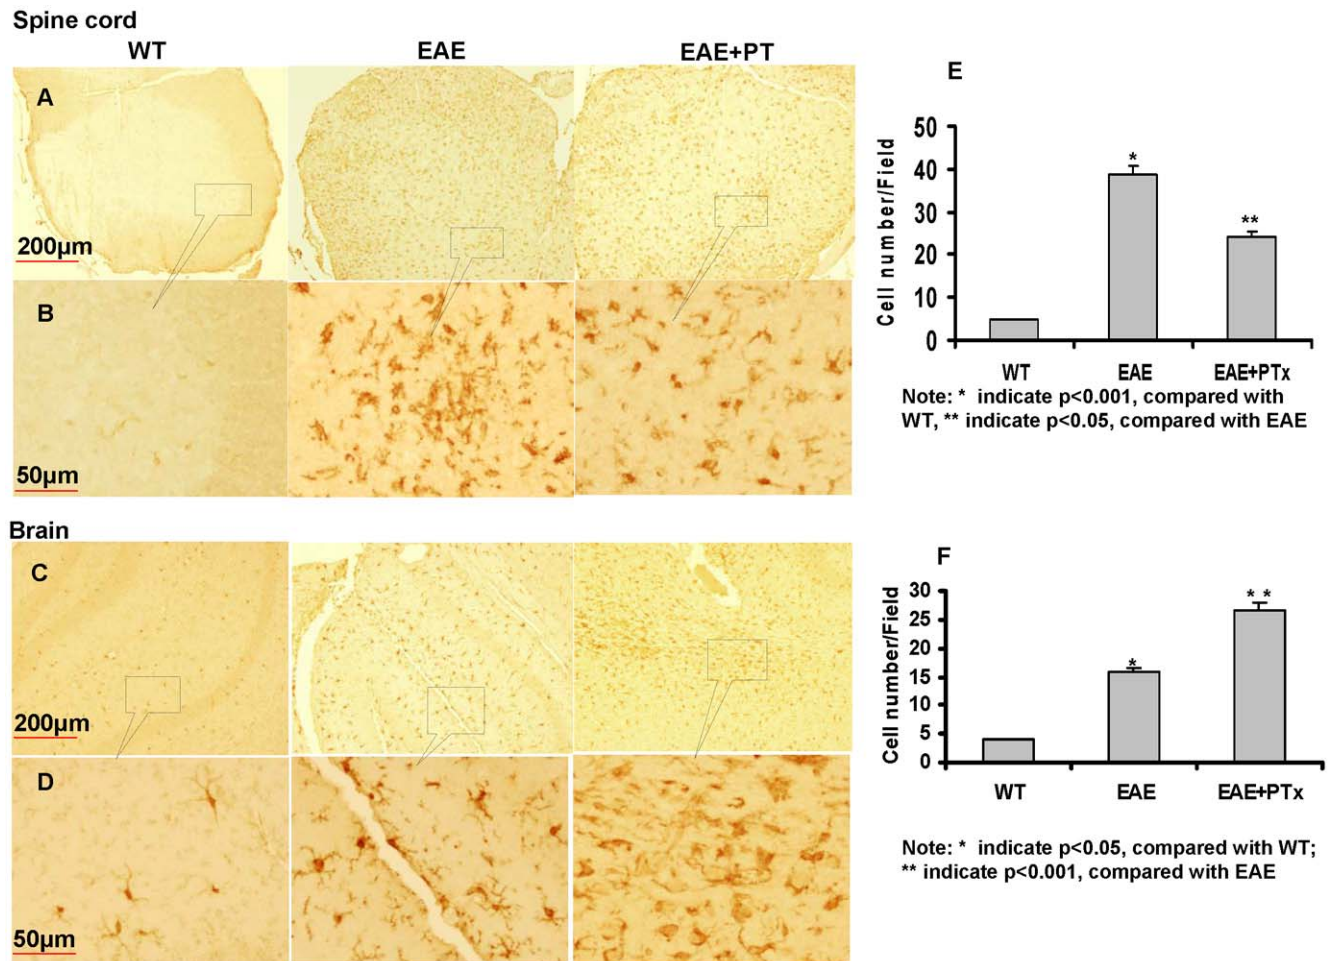 Spine cord
WT
EAE
EAE+PT
A
200µm
B
50µm
E
Cell number/Field
50
40
30
20
10
0
*
**
WT
EAE
EAE+PTx
Note: * indicate p<0.001, compared with
WT, ** indicate p<0.05, compared with EAE
Brain
C
200µm
D
50µm
F
Cell number/Field
30
25
20
15
10
5
0
*
* *
WT
EAE
EAE+PTx
Note: * indicate p<0.05, compared with WT;
** indicate p<0.001, compared with EAE